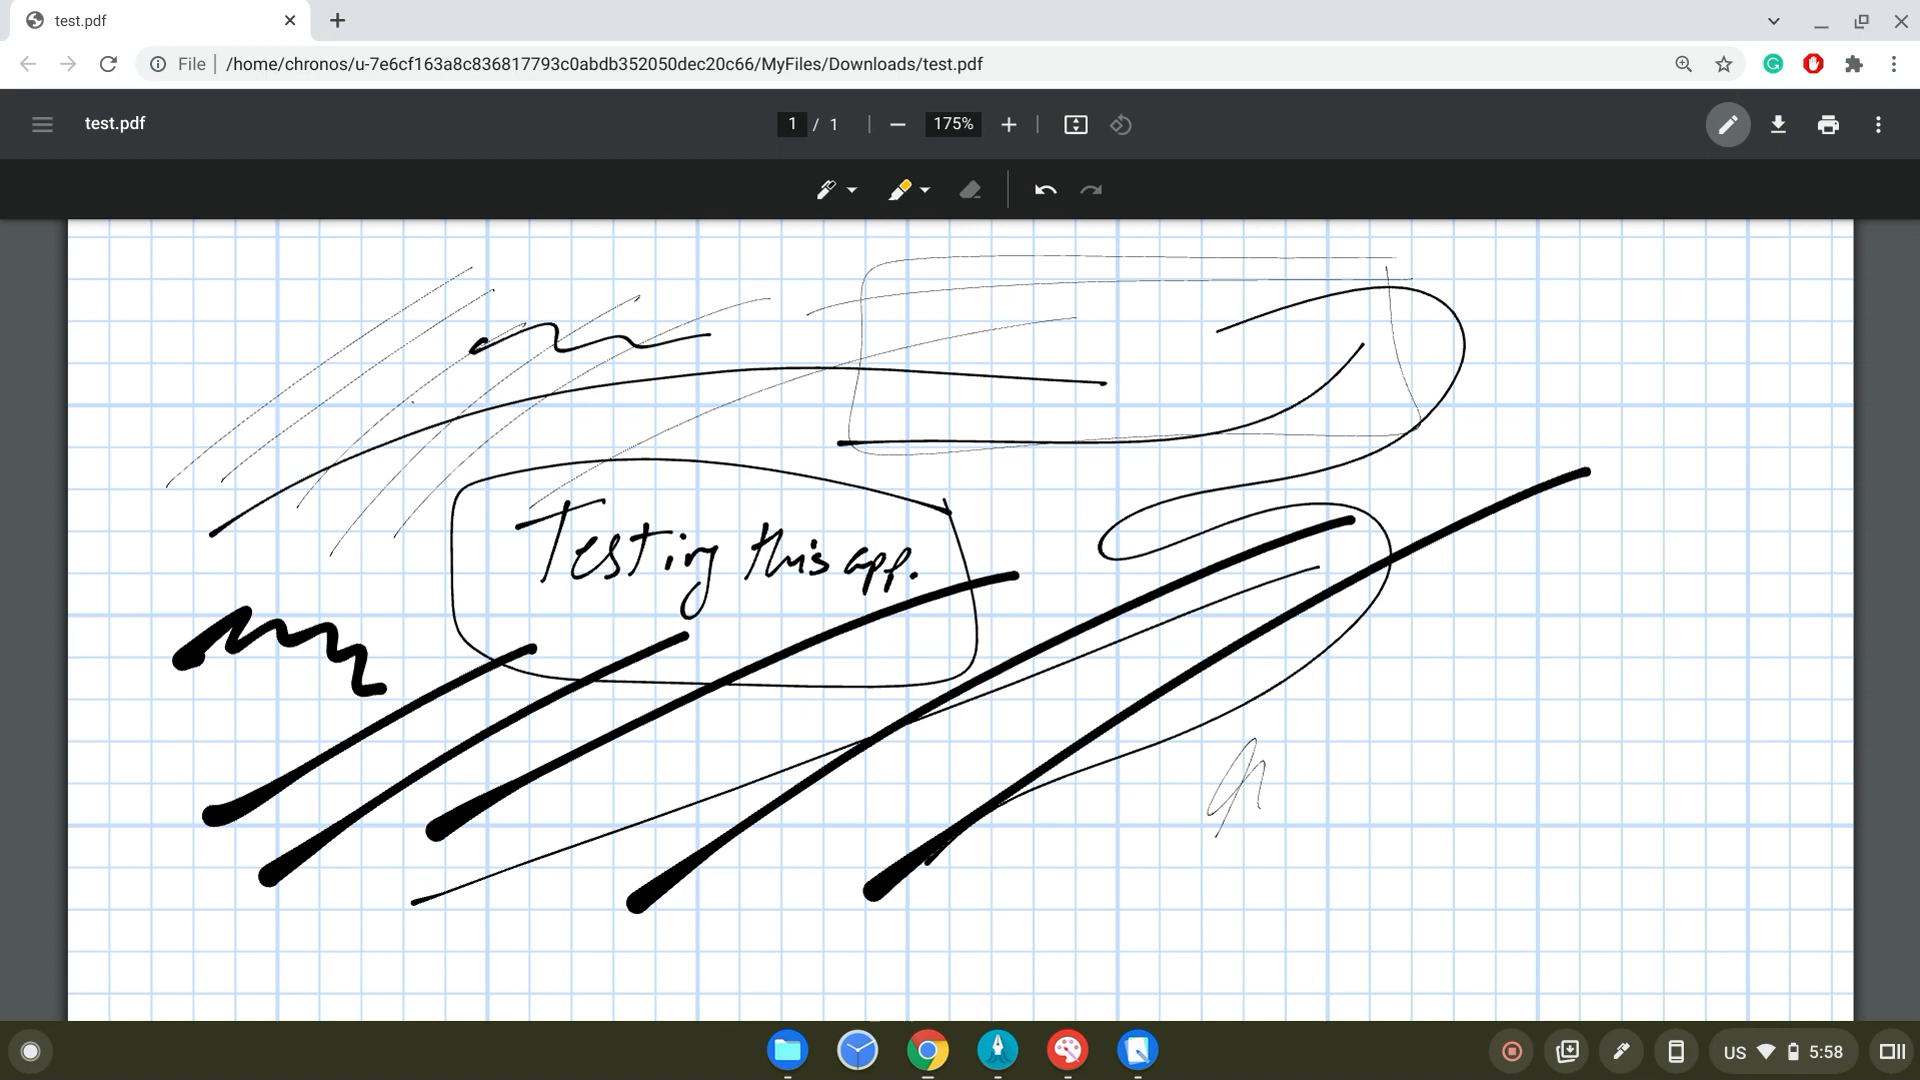 test.pdf
File /home/chronos/u-7e6cf163a8c836817793c0abdb352050dec20c66/MyFiles/Downloads/test.pdf
test.pdf 1 / 1 175%
Testing this app.
US 5:58